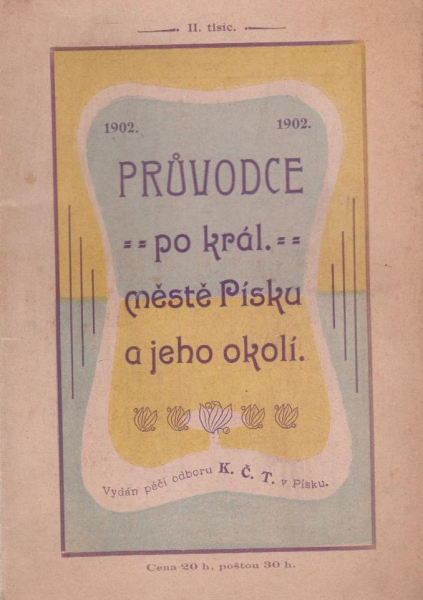 II. tisíc.
1902. 1902.
PRŮVODCE
po král.
městě Písku
a jeho okolí.
Vydán péčí odboru K. Č. T. v Písku.
Cena 20 h, poštou 30 h.